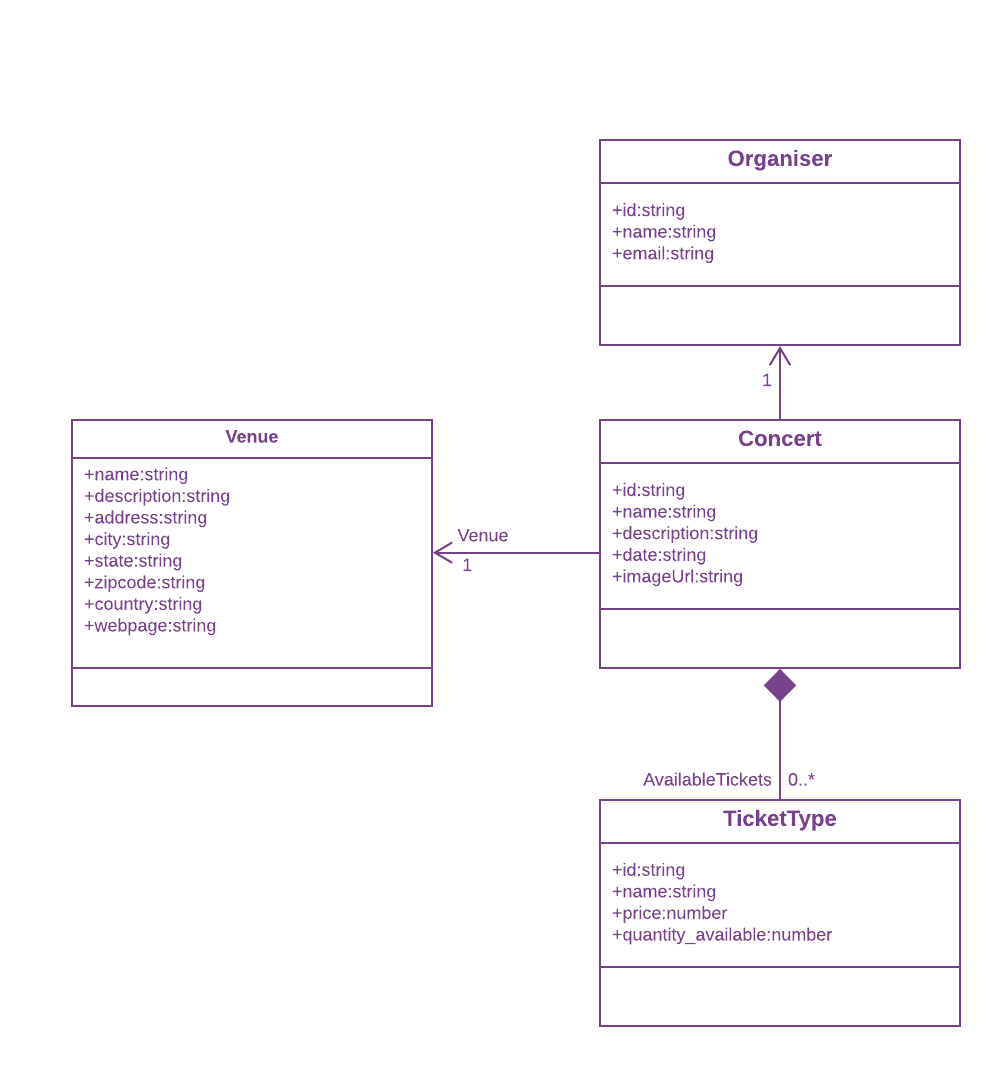 Organiser
+id:string
+name:string
+email:string
1
Venue
+name:string
+description:string
+address:string
+city:string
+state:string
+zipcode:string
+country:string
+webpage:string
Venue
1
Concert
+id:string
+name:string
+description:string
+date:string
+imageUrl:string
AvailableTickets 0..*
TicketType
+id:string
+name:string
+price:number
+quantity_available:number